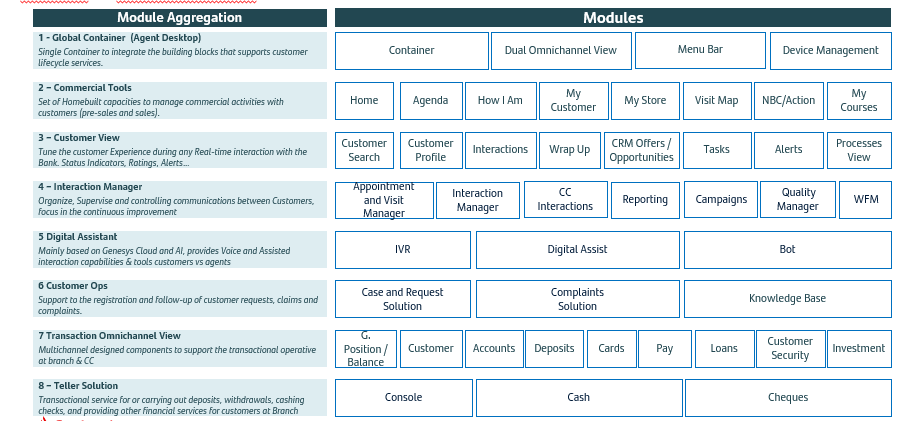 Module Aggregation
Modules
1 - Global Container (Agent Desktop)
Single Container to integrate the building blocks that supports customer
lifecycle services.
Container
Dual Omnichannel View
Menu Bar
Device Management
2 – Commercial Tools
Set of Homebuilt capacities to manage commercial activities with
customers (pre-sales and sales).
Home
Agenda
How I Am
My
Customer
My Store
Visit Map
NBC/Action
My
Courses
3 – Customer View
Tune the customer Experience during any Real-time interaction with the
Bank. Status Indicators, Ratings, Alerts...
Customer
Search
Customer
Profile
Interactions
Wrap Up
CRM Offers /
Opportunities
Tasks
Alerts
Processes
View
4 – Interaction Manager
Organize, Supervise and controlling communications between Customers,
focus in the continuous improvement
Appointment
and Visit
Manager
Interaction
Manager
CC
Interactions
Reporting
Campaigns
Quality
Manager
WFM
5 Digital Assistant
Mainly based on Genesys Cloud and AI, provides Voice and Assisted
interaction capabilities & tools customers vs agents
IVR
Digital Assist
Bot
6 Customer Ops
Support to the registration and follow-up of customer requests, claims and
complaints.
Case and Request
Solution
Complaints
Solution
Knowledge Base
7 Transaction Omnichannel View
Multichannel designed components to support the transactional operative
at branch & CC
G.
Position /
Balance
Customer
Accounts
Deposits
Cards
Pay
Loans
Customer
Security
Investment
8 – Teller Solution
Transactional service for or carrying out deposits, withdrawals, cashing
checks, and providing other financial services for customers at Branch
Console
Cash
Cheques